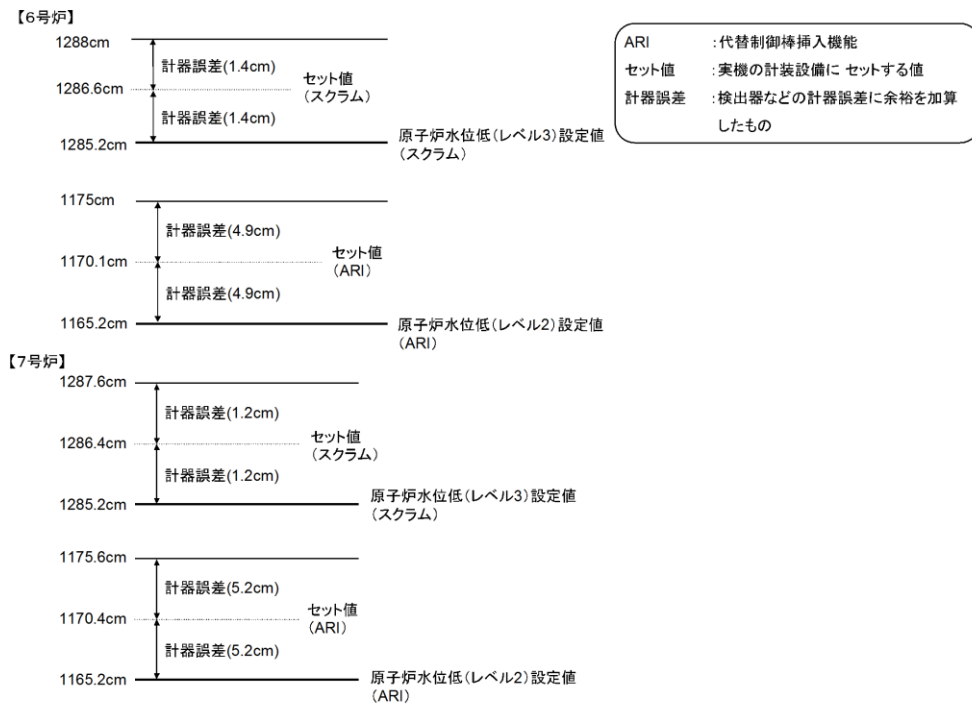 【6号炉】
1288cm
計器誤差(1.4cm)
1286.6cm
セット値
(スクラム)
計器誤差(1.4cm)
1285.2cm
原子炉水位低(レベル3)設定値
(スクラム)
ARI :代替制御棒挿入機能
セット値 :実機の計装設備に セットする値
計器誤差 :検出器などの計器誤差に余裕を加算
したもの
1175cm
計器誤差(4.9cm)
1170.1cm
セット値
(ARI)
計器誤差(4.9cm)
1165.2cm
原子炉水位低(レベル2)設定値
(ARI)
【7号炉】
1287.6cm
計器誤差(1.2cm)
1286.4cm
セット値
(スクラム)
計器誤差(1.2cm)
1285.2cm
原子炉水位低(レベル3)設定値
(スクラム)
1175.6cm
計器誤差(5.2cm)
1170.4cm
セット値
(ARI)
計器誤差(5.2cm)
1165.2cm
原子炉水位低(レベル2)設定値
(ARI)